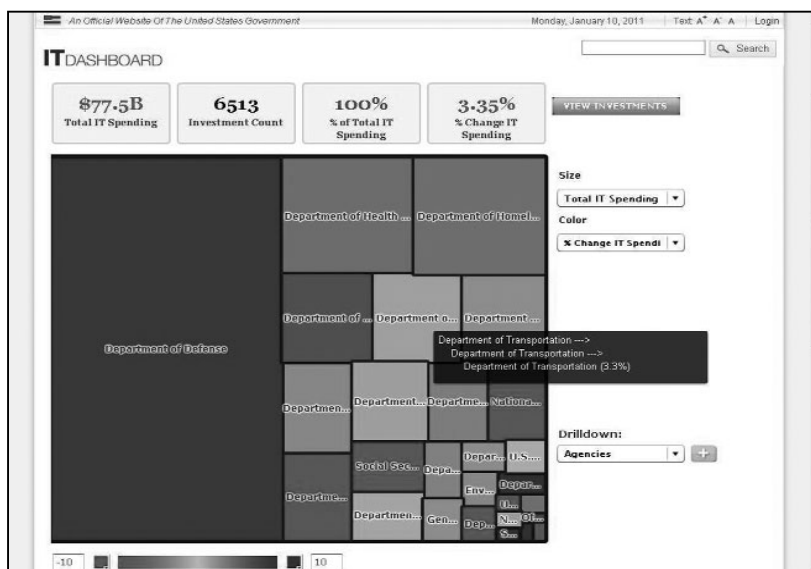 An Official Website Of The United States Government
Monday, January 10, 2011
Text A+ A- A
Login
Search
IT DASHBOARD
$77.5B
Total IT Spending
6513
Investment Count
100%
% of Total IT
Spending
3.35%
% Change IT
Spending
VIEW INVESTMENTS
Size
Total IT Spending
Color
% Change IT Spendi
Department of Health ...
Department of Homel...
Department of Defense
Department of ...
Department o...
Department ...
Department of Transportation --->
Department of Transportation --->
Department of Transportation (3.3%)
Departmen...
Department...
Departme...
Nationa...
Drilldown:
Agencies
Social Sec...
Depa...
Depar...
U.S....
Departme...
Env...
Depar...
Departmen...
Gen...
Dep...
U...
N...
Of...
S...
-10
10